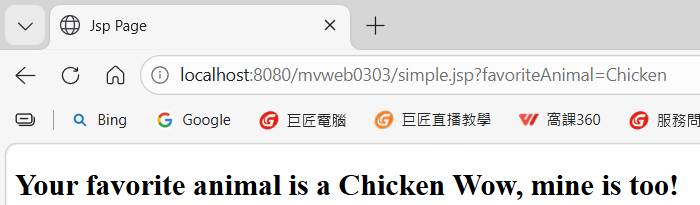 Jsp Page
localhost:8080/mvweb0303/simple.jsp?favoriteAnimal=Chicken
Bing Google 巨匠電腦 巨匠直播教學 高課360 服務問
Your favorite animal is a Chicken Wow, mine is too!